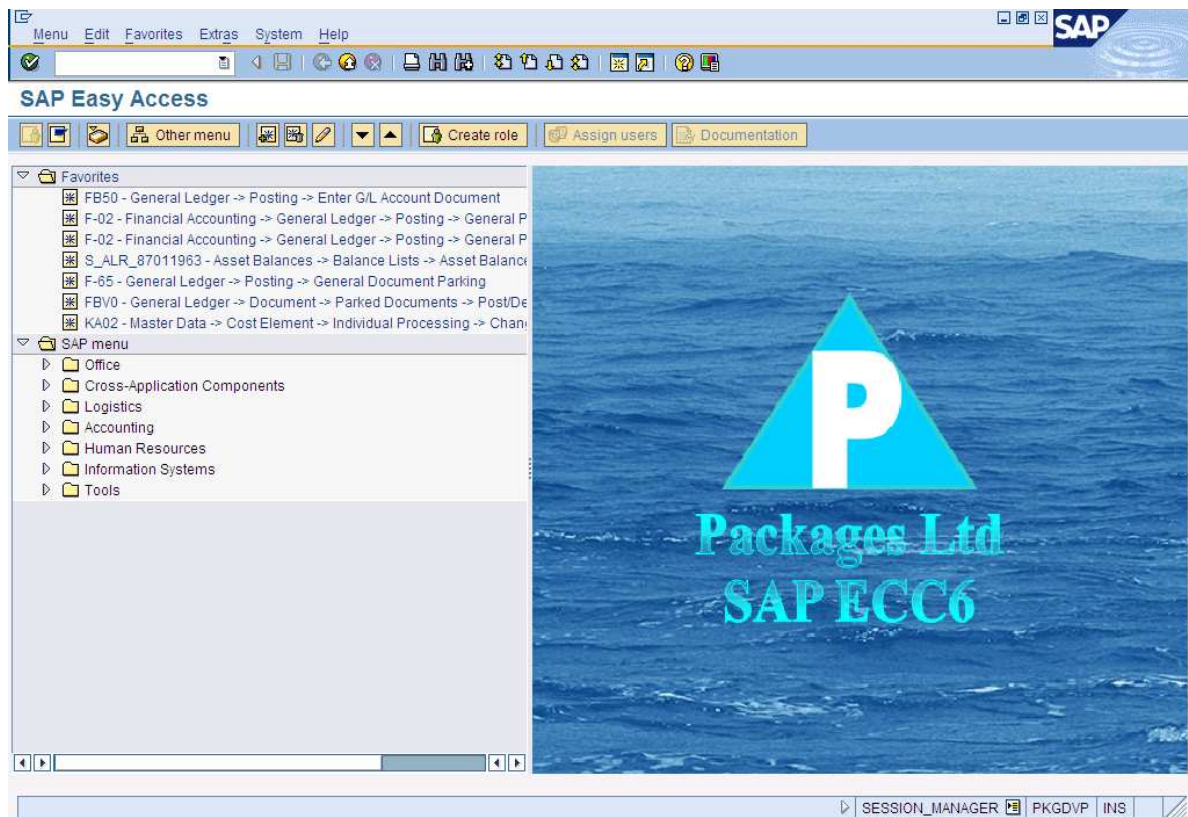 Menu Edit Favorites Extras System Help
SAP
SAP Easy Access
Other menu Create role Assign users Documentation
Favorites
FB50 - General Ledger -> Posting -> Enter G/L Account Document
F-02 - Financial Accounting -> General Ledger -> Posting -> General P
F-02 - Financial Accounting -> General Ledger -> Posting -> General P
S_ALR_87011963 - Asset Balances -> Balance Lists -> Asset Balance
F-65 - General Ledger -> Posting -> General Document Parking
FBV0 - General Ledger -> Document -> Parked Documents -> Post/De
KA02 - Master Data -> Cost Element -> Individual Processing -> Chan
SAP menu
Office
Cross-Application Components
Logistics
Accounting
Human Resources
Information Systems
Tools
P
Packages Ltd
SAP ECC6
SESSION_MANAGER PKGDVP INS